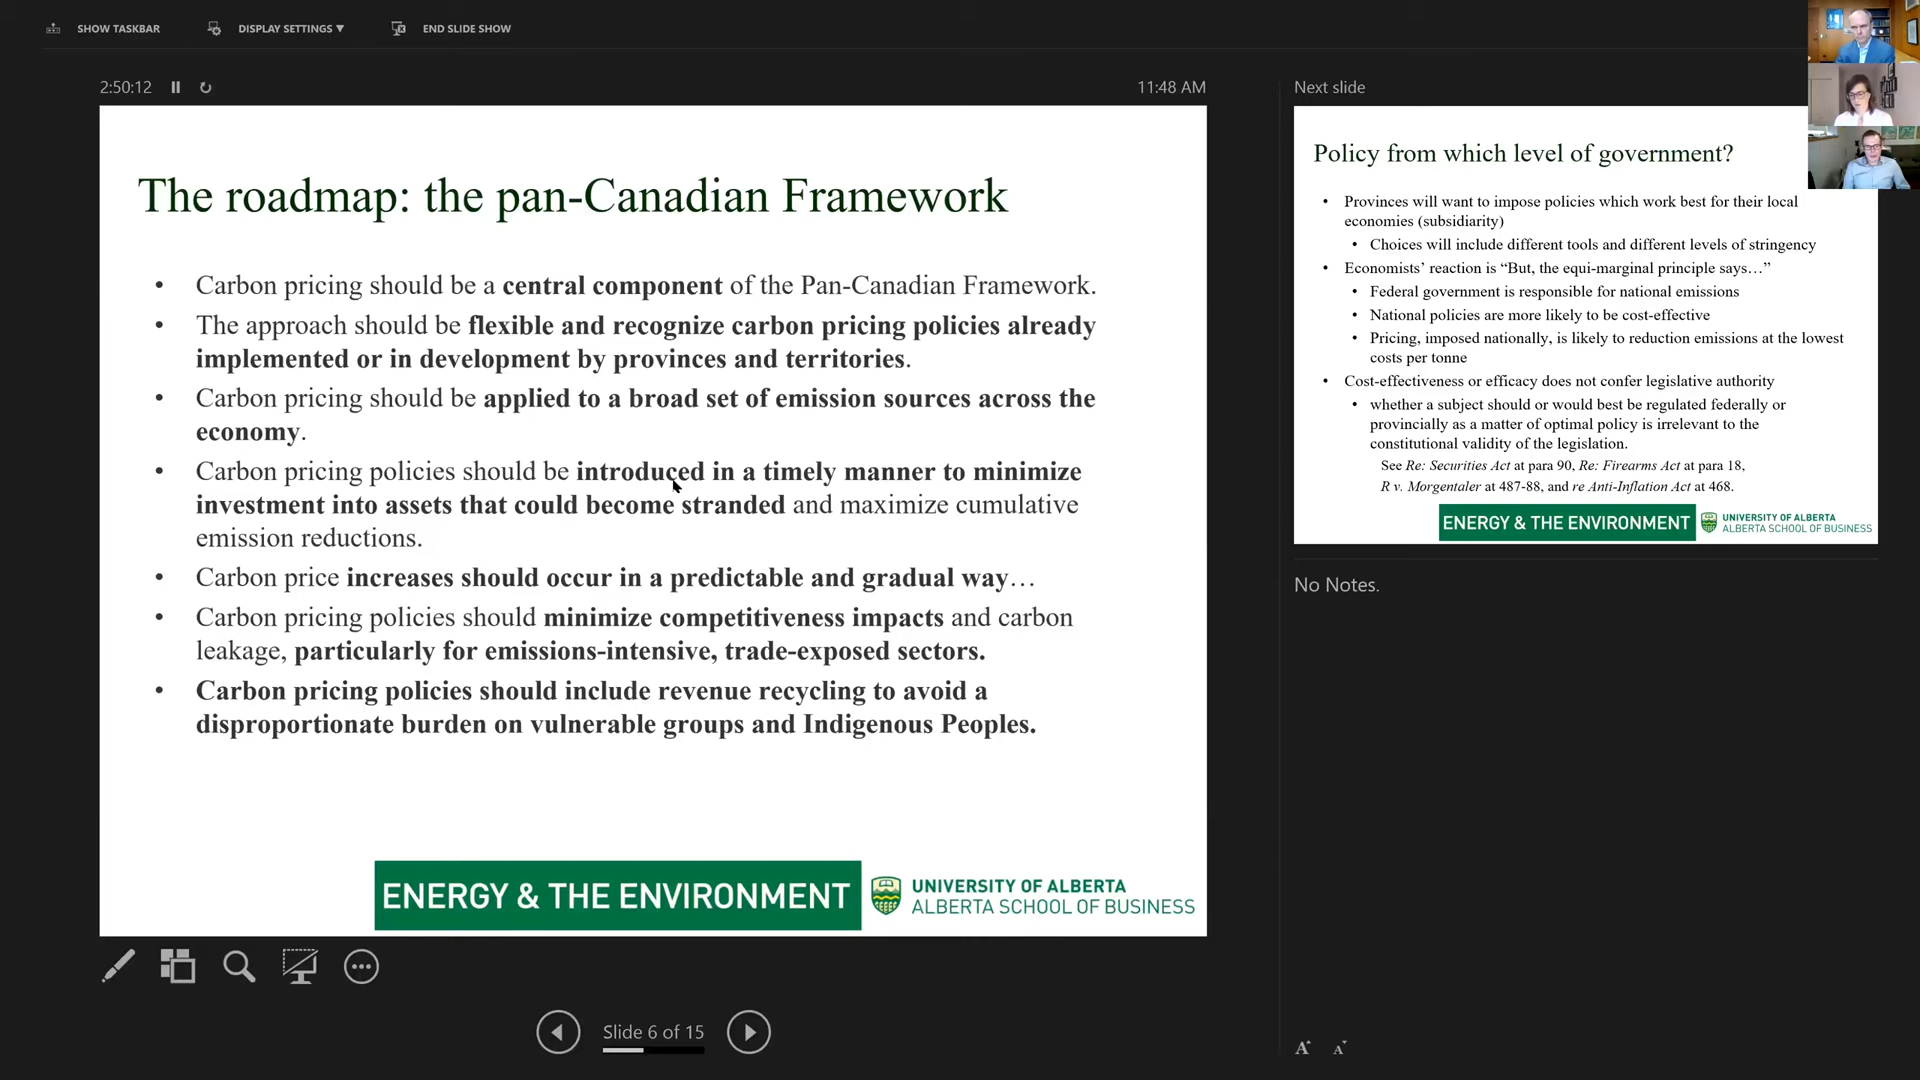 SHOW TASKBAR
DISPLAY SETTINGS ▼
END SLIDE SHOW
2:50:12
11:48 AM
The roadmap: the pan-Canadian Framework
• Carbon pricing should be a central component of the Pan-Canadian Framework.
• The approach should be flexible and recognize carbon pricing policies already
implemented or in development by provinces and territories.
• Carbon pricing should be applied to a broad set of emission sources across the
economy.
• Carbon pricing policies should be introduced in a timely manner to minimize
investment into assets that could become stranded and maximize cumulative
emission reductions.
• Carbon price increases should occur in a predictable and gradual way…
• Carbon pricing policies should minimize competitiveness impacts and carbon
leakage, particularly for emissions-intensive, trade-exposed sectors.
• Carbon pricing policies should include revenue recycling to avoid a
disproportionate burden on vulnerable groups and Indigenous Peoples.
ENERGY & THE ENVIRONMENT
UNIVERSITY OF ALBERTA
ALBERTA SCHOOL OF BUSINESS
Slide 6 of 15
Next slide
Policy from which level of government?
• Provinces will want to impose policies which work best for their local
economies (subsidiarity)
• Choices will include different tools and different levels of stringency
• Economists’ reaction is “But, the equi-marginal principle says…”
• Federal government is responsible for national emissions
• National policies are more likely to be cost-effective
• Pricing, imposed nationally, is likely to reduction emissions at the lowest
costs per tonne
• Cost-effectiveness or efficacy does not confer legislative authority
• whether a subject should or would best be regulated federally or
provincially as a matter of optimal policy is irrelevant to the
constitutional validity of the legislation.
See Re: Securities Act at para 90, Re: Firearms Act at para 18,
R v. Morgentaler at 487-88, and re Anti-Inflation Act at 468.
ENERGY & THE ENVIRONMENT
UNIVERSITY OF ALBERTA
ALBERTA SCHOOL OF BUSINESS
No Notes.
A A